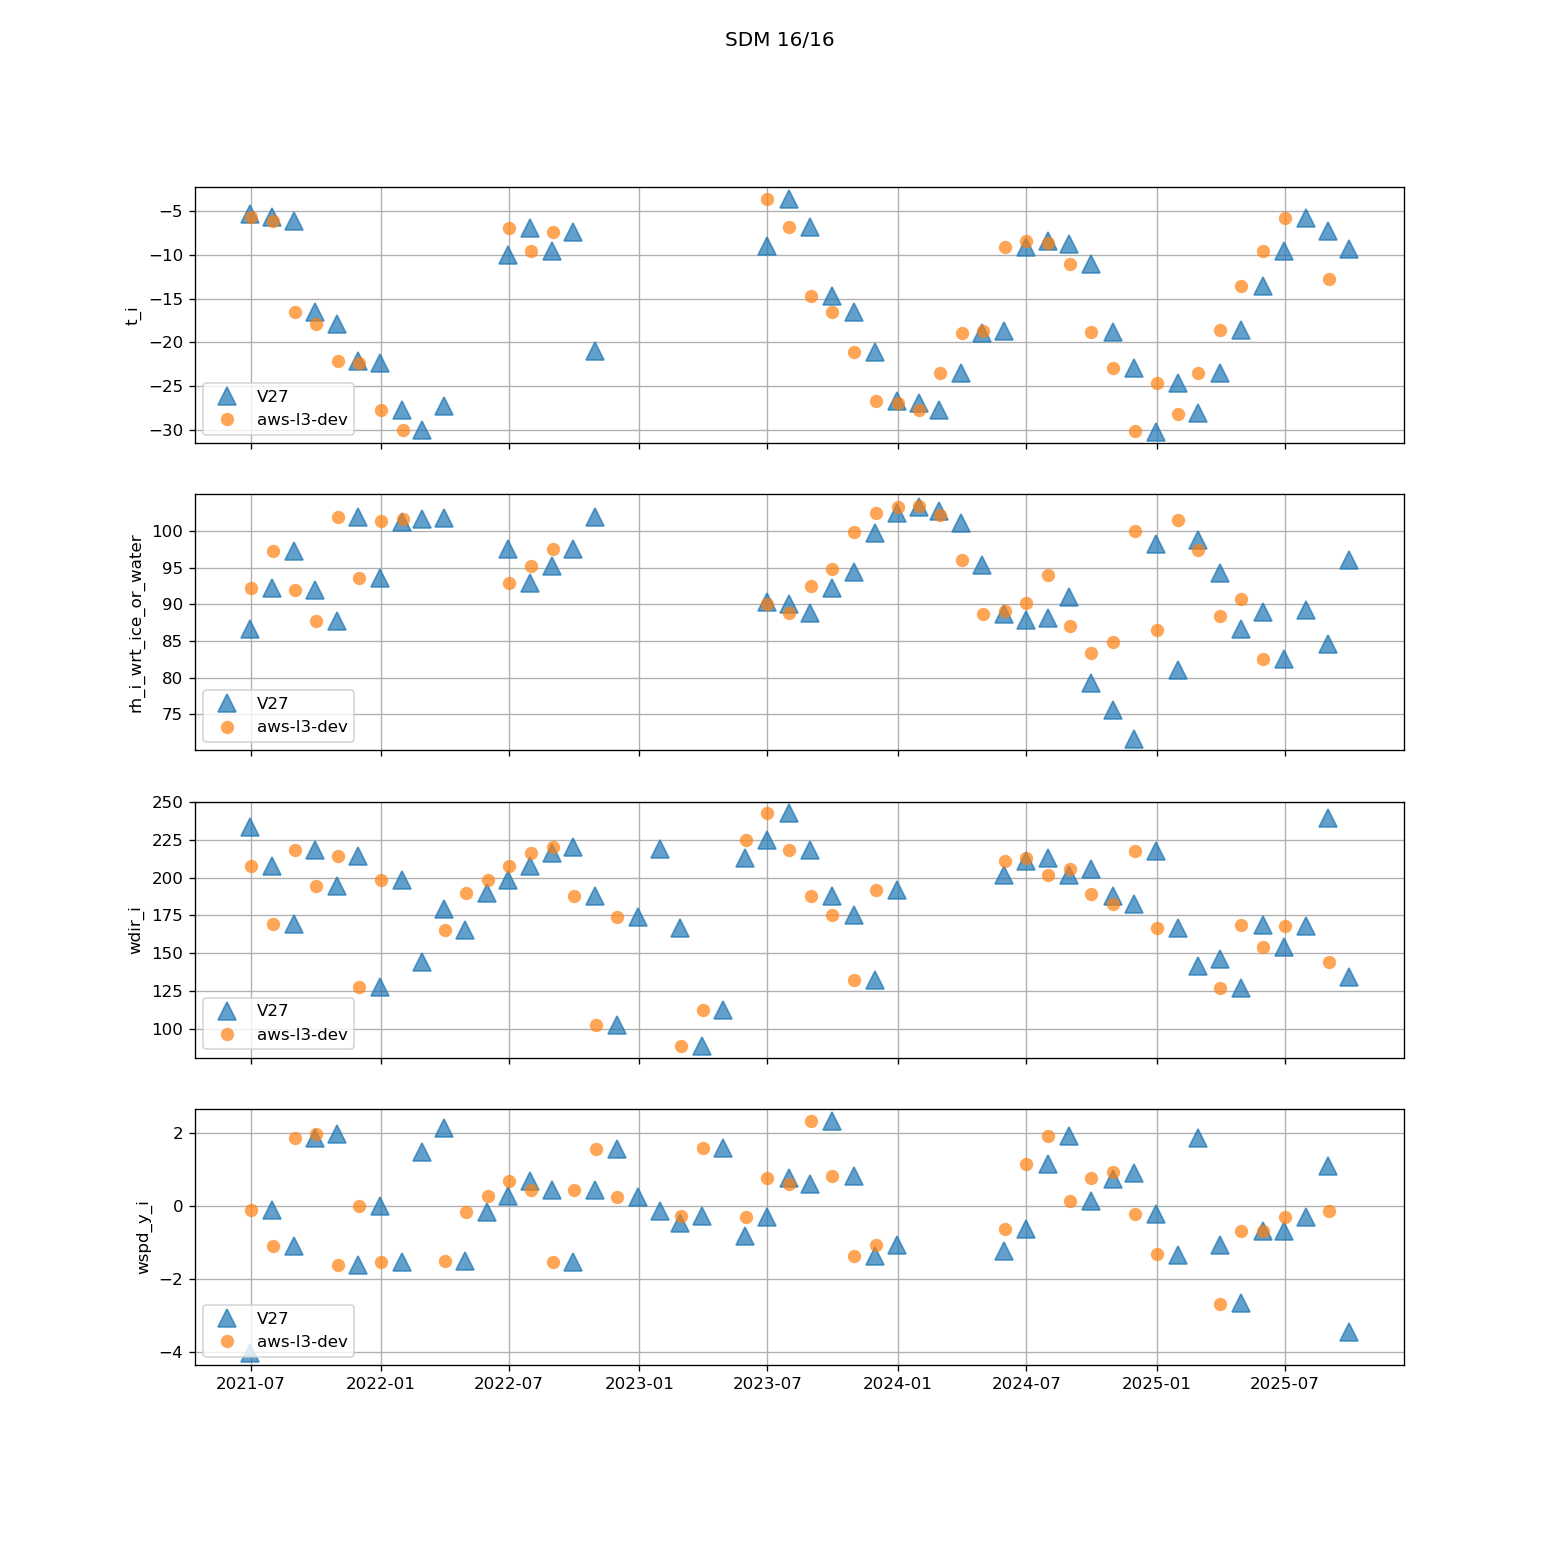 SDM 16/16
−5
−10
−15
−20
−25
−30
t_i
V27
aws-l3-dev
100
95
90
85
80
75
rh_i_wrt_ice_or_water
V27
aws-l3-dev
250
225
200
175
150
125
100
wdir_i
V27
aws-l3-dev
2
0
−2
−4
wspd_y_i
V27
aws-l3-dev
2021-07
2022-01
2022-07
2023-01
2023-07
2024-01
2024-07
2025-01
2025-07